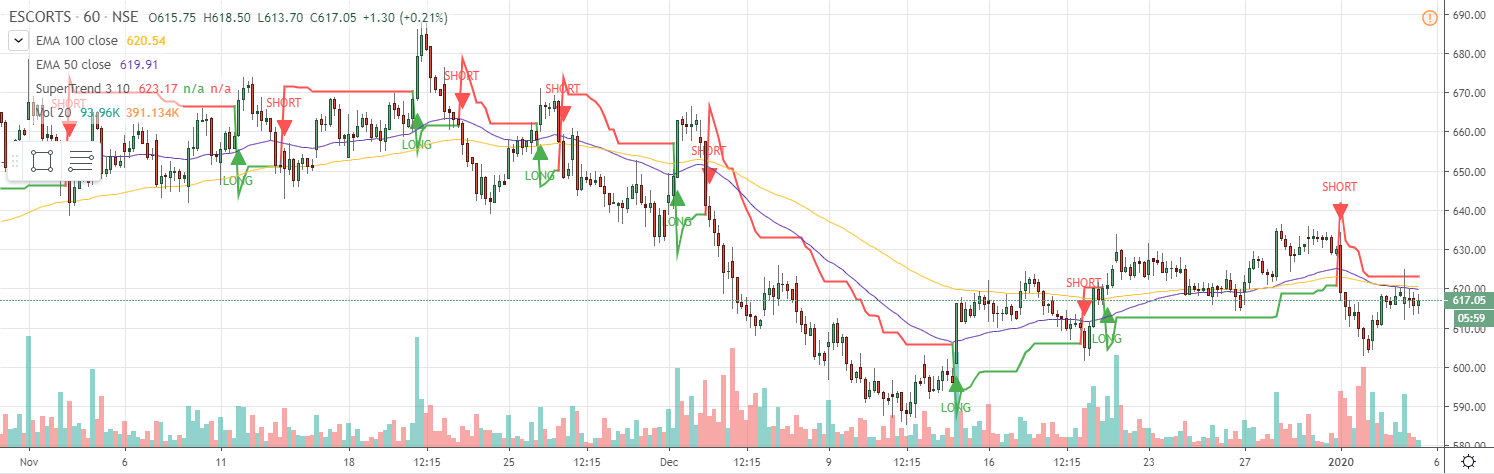 ESCORTS · 60 · NSE O615.75 H618.50 L613.70 C617.05 +1.30 (+0.21%)
EMA 100 close 620.54
EMA 50 close 619.91
SuperTrend 3 10 623.17 n/a n/a
Vol 20 93.96K 391.134K
SHORT
SHORT
SHORT
SHORT
SHORT
SHORT
SHORT
LONG
LONG
LONG
LONG
LONG
LONG
690.00
680.00
670.00
660.00
650.00
640.00
630.00
620.00
617.05
05:59
610.00
600.00
590.00
580.00
Nov 6 11 18 12:15 25 12:15 Dec 12:15 9 12:15 16 12:15 23 27 2020 6